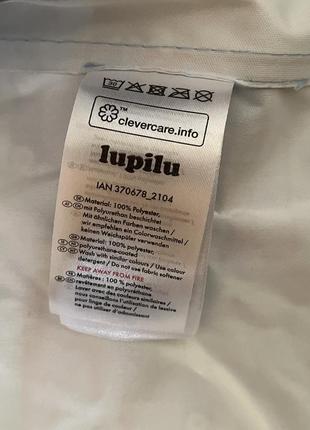 30
™
clevercare.info
lupilu
IAN 370678_2104
DE Material: 100% Polyester,
mit Polyurethan beschichtet
Mit ähnlichen Farben waschen /
wir empfehlen ein Colorwaschmittel /
keinen Weichspüler verwenden
Material: 100% polyester,
polyurethane-coated
Wash with similar colours / Use colour
detergent / Do not use fabric softener
KEEP AWAY FROM FIRE
Matières : 100 % polyester
revêtement en polyuréthane
Laver avec des couleurs similaires /
nous conseillons l'utilisation de lessive
pour linge de couleur /
ne pas utiliser d'adoucissant